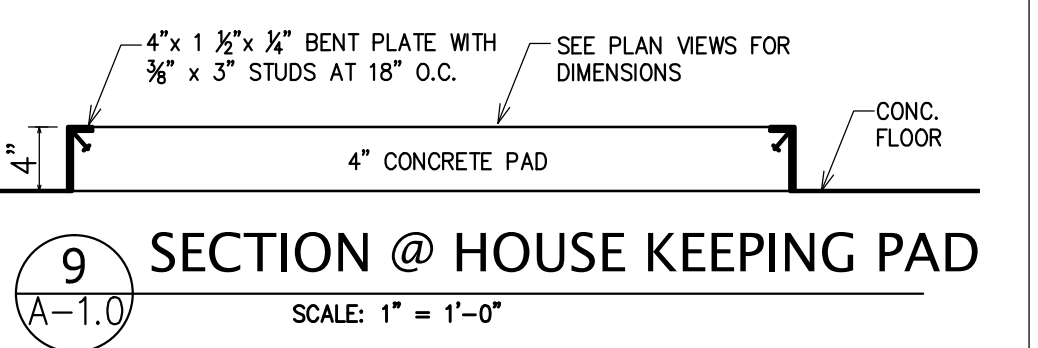 4"x 1 ½"x ¼" BENT PLATE WITH
⅜" x 3" STUDS AT 18" O.C.
SEE PLAN VIEWS FOR
DIMENSIONS
CONC.
FLOOR
4"
4" CONCRETE PAD
9
A-1.0
SECTION @ HOUSE KEEPING PAD
SCALE: 1" = 1'-0"